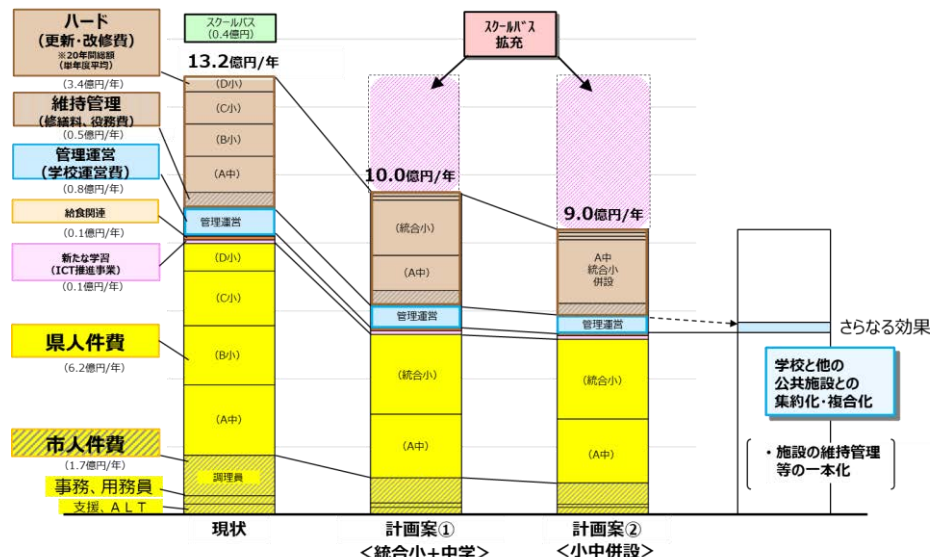 ハード
(更新・改修費)
※20年間総額
(単年度平均)
(3.4億円/年)
維持管理
(修繕料、役務費)
(0.5億円/年)
管理運営
(学校運営費)
(0.8億円/年)
給食関連
(0.1億円/年)
新たな学習
(ICT推進事業)
(0.1億円/年)
県人件費
(6.2億円/年)
市人件費
(1.7億円/年)
事務、用務員
支援、ALT
スクールバス
(0.4億円)
13.2億円/年
(D小)
(C小)
(B小)
(A中)
管理運営
(D小)
(C小)
(B小)
(A中)
調理員
現状
スクールバス
拡充
10.0億円/年
(統合小)
(A中)
管理運営
(統合小)
(A中)
計画案①
<統合小+中学>
9.0億円/年
A中
統合小
併設
管理運営
(統合小)
(A中)
計画案②
<小中併設>
さらなる効果
学校と他の
公共施設との
集約化・複合化
・施設の維持管理
等の一本化